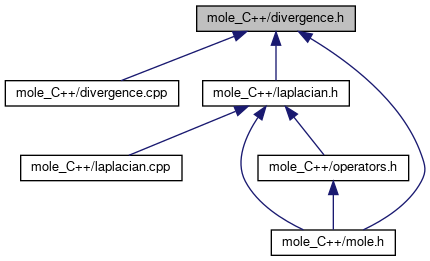 mole_C++/divergence.h
mole_C++/divergence.cpp
mole_C++/laplacian.h
mole_C++/laplacian.cpp
mole_C++/operators.h
mole_C++/mole.h